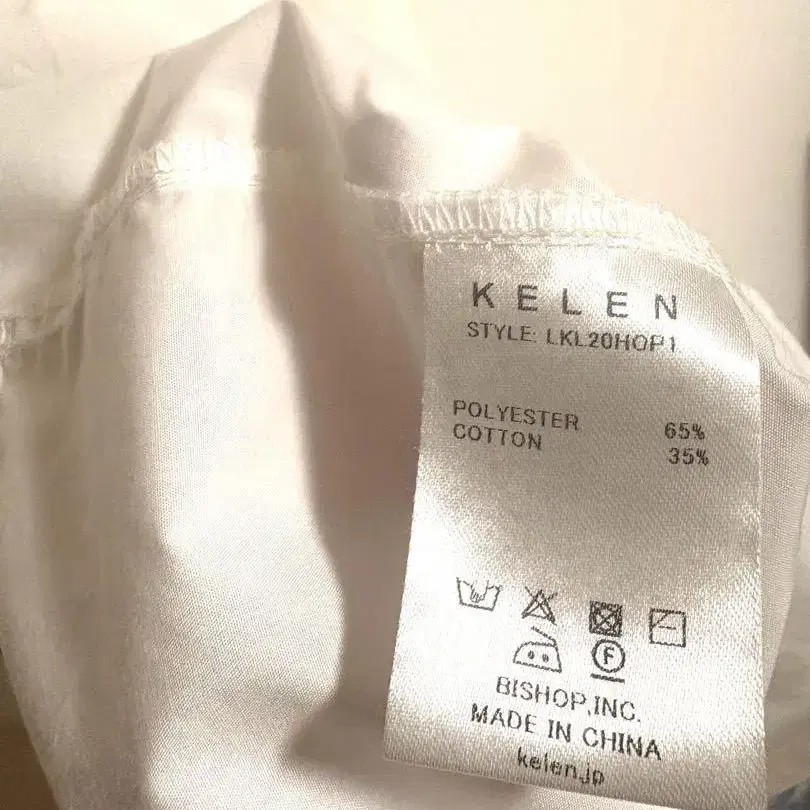 KELEN
STYLE: LKL20HOP1
POLYESTER 65%
COTTON 35%
F
BISHOP,INC.
MADE IN CHINA
kelen.jp